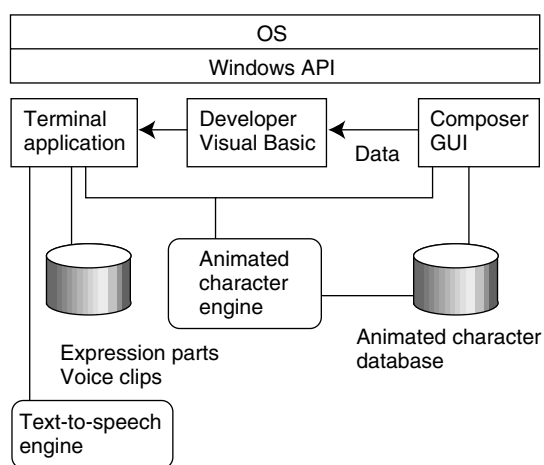 OS
Windows API
Terminal
application
Developer
Visual Basic
Composer
GUI
Data
Animated
character
engine
Expression parts
Voice clips
Animated character
database
Text-to-speech
engine